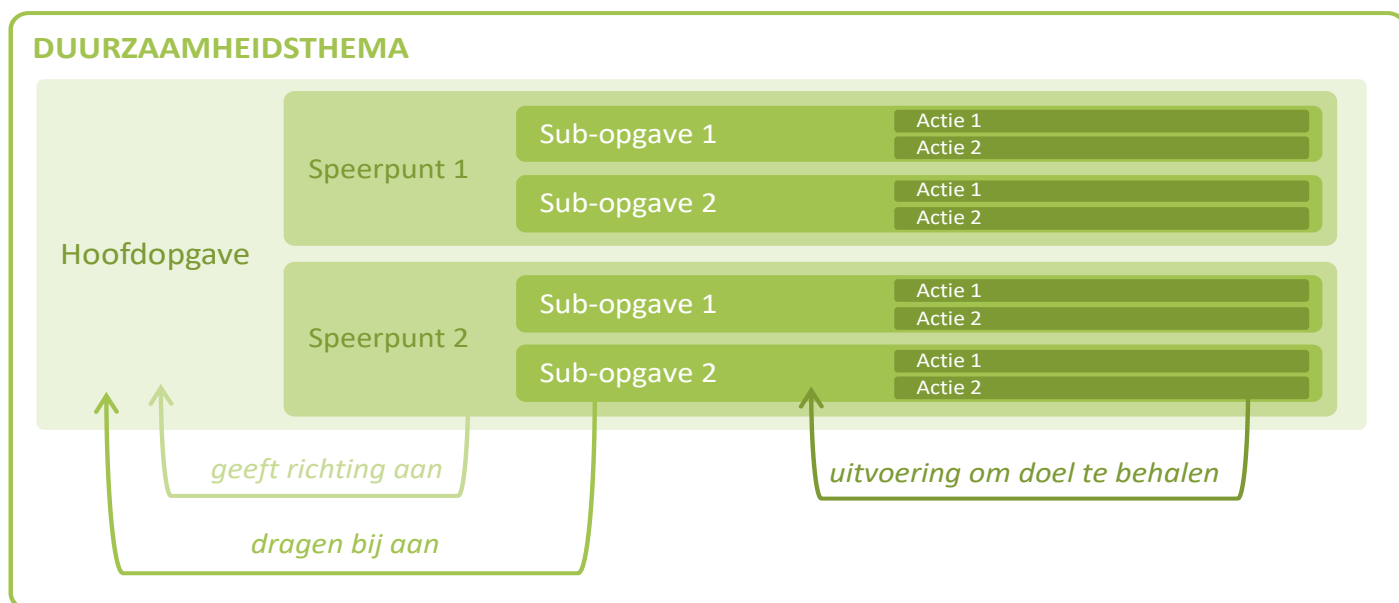 DUURZAAMHEIDSTHEMA
Hoofdopgave
Speerpunt 1
Sub-opgave 1
Actie 1
Actie 2
Sub-opgave 2
Actie 1
Actie 2
Speerpunt 2
Sub-opgave 1
Actie 1
Actie 2
Sub-opgave 2
Actie 1
Actie 2
geeft richting aan
uitvoering om doel te behalen
dragen bij aan